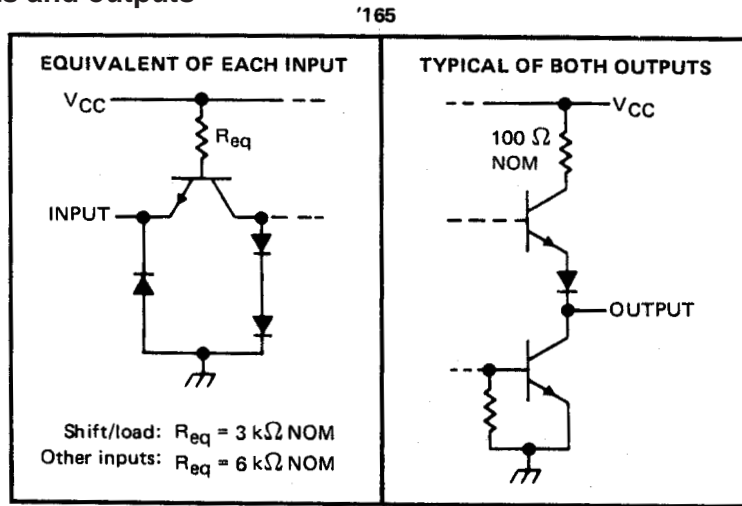 s and outputs
'165
EQUIVALENT OF EACH INPUT
VCC
Req
INPUT
Shift/load: Req = 3 kΩ NOM
Other inputs: Req = 6 kΩ NOM
TYPICAL OF BOTH OUTPUTS
VCC
100 Ω
NOM
OUTPUT